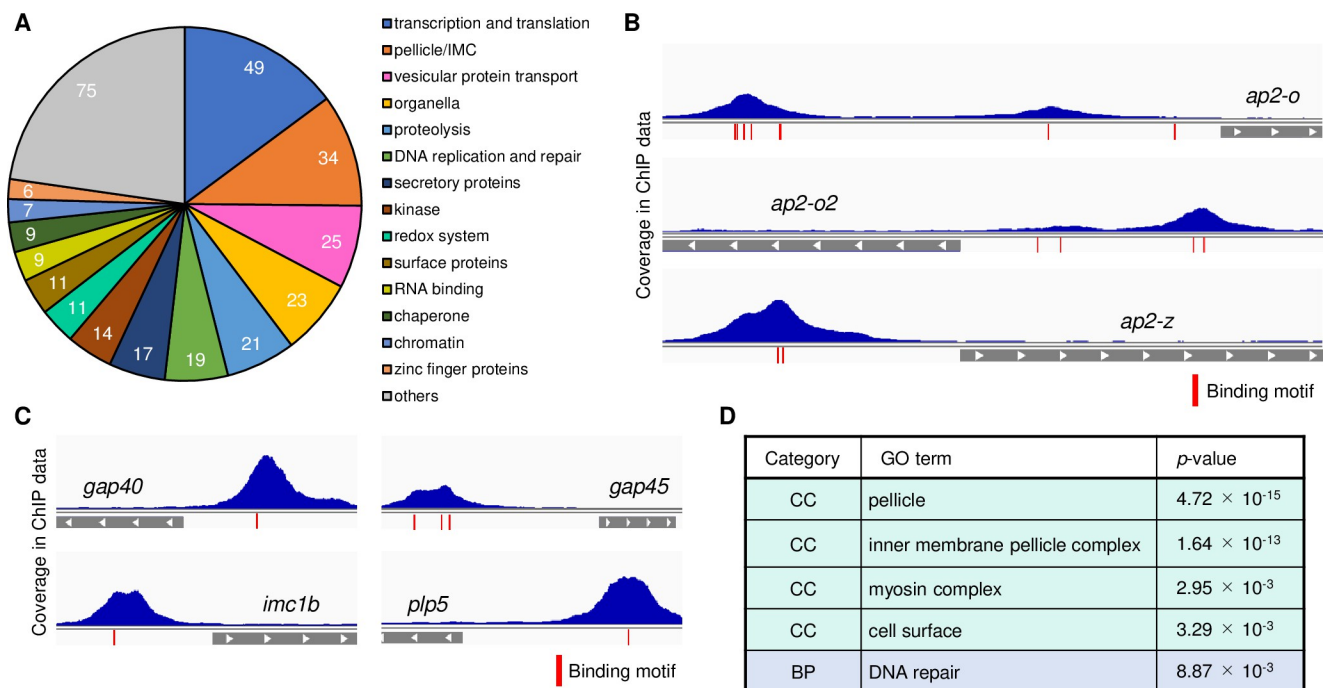 A
49
34
25
23
21
19
17
14
11
11
9
9
7
6
75
transcription and translation
pellicle/IMC
vesicular protein transport
organella
proteolysis
DNA replication and repair
secretory proteins
kinase
redox system
surface proteins
RNA binding
chaperone
chromatin
zinc finger proteins
others
B
Coverage in ChIP data
ap2-o
ap2-o2
ap2-z
Binding motif
C
Coverage in ChIP data
gap40
gap45
imc1b
plp5
Binding motif
D
Category GO term p-value
CC pellicle 4.72 × 10-15
CC inner membrane pellicle complex 1.64 × 10-13
CC myosin complex 2.95 × 10-3
CC cell surface 3.29 × 10-3
BP DNA repair 8.87 × 10-3